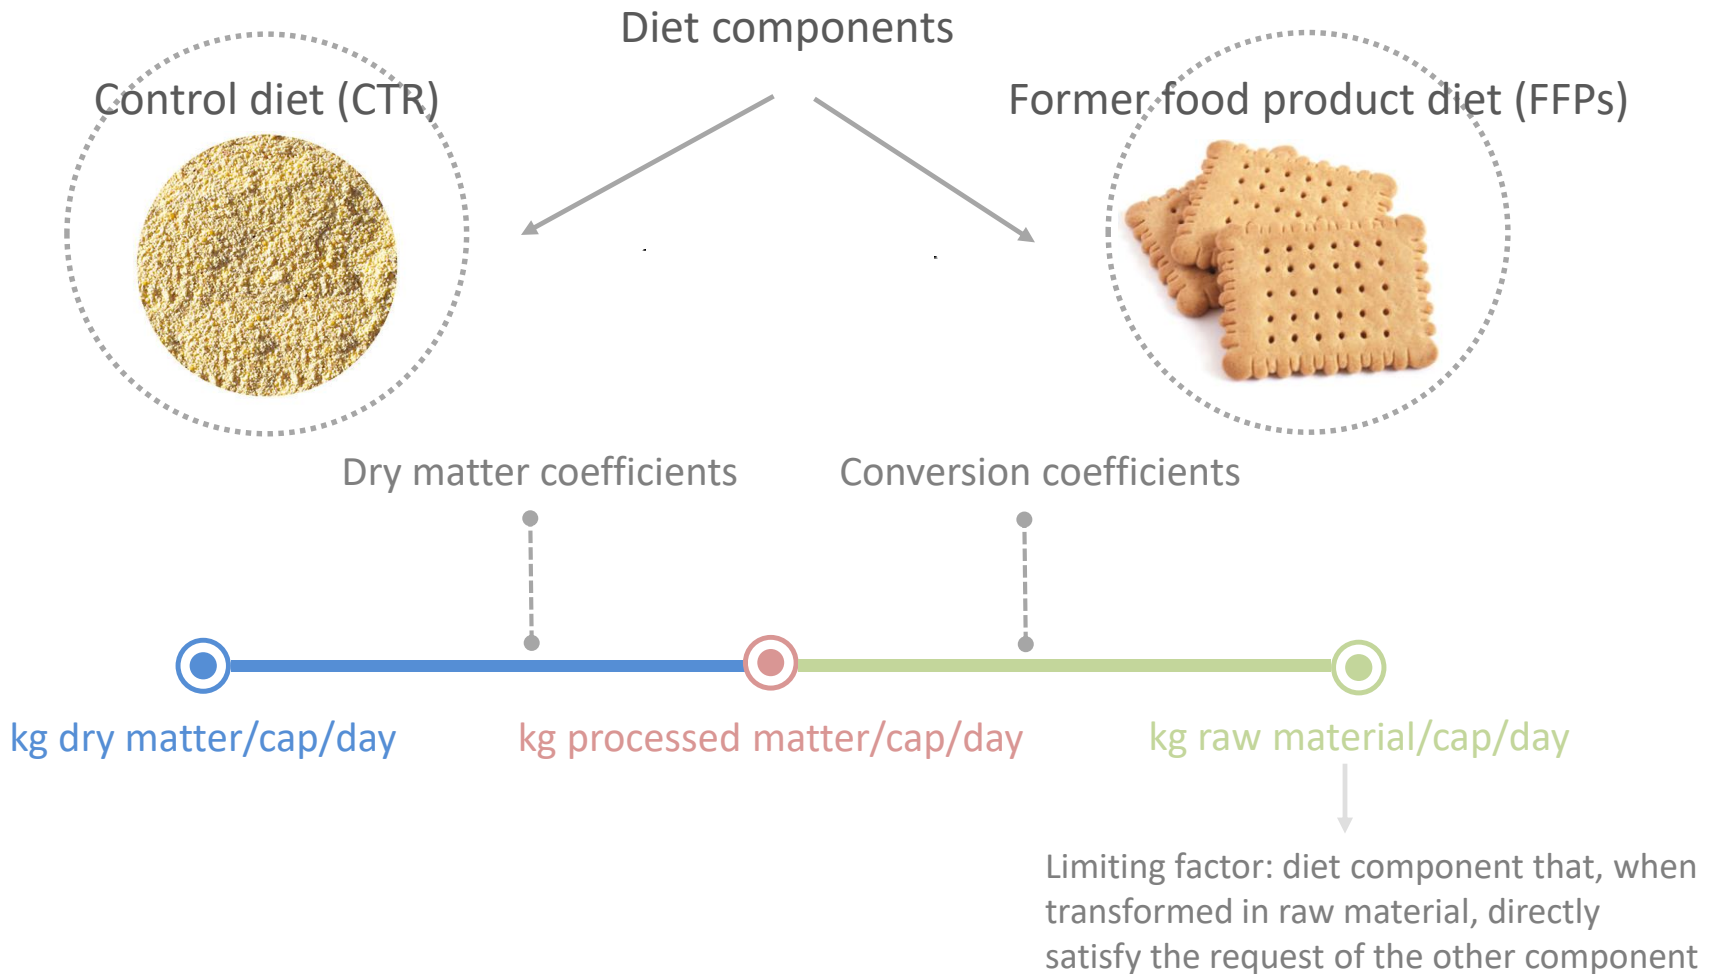 Diet components
Control diet (CTR)
Former food product diet (FFPs)
Dry matter coefficients
Conversion coefficients
kg dry matter/cap/day
kg processed matter/cap/day
kg raw material/cap/day
Limiting factor: diet component that, when
transformed in raw material, directly
satisfy the request of the other component